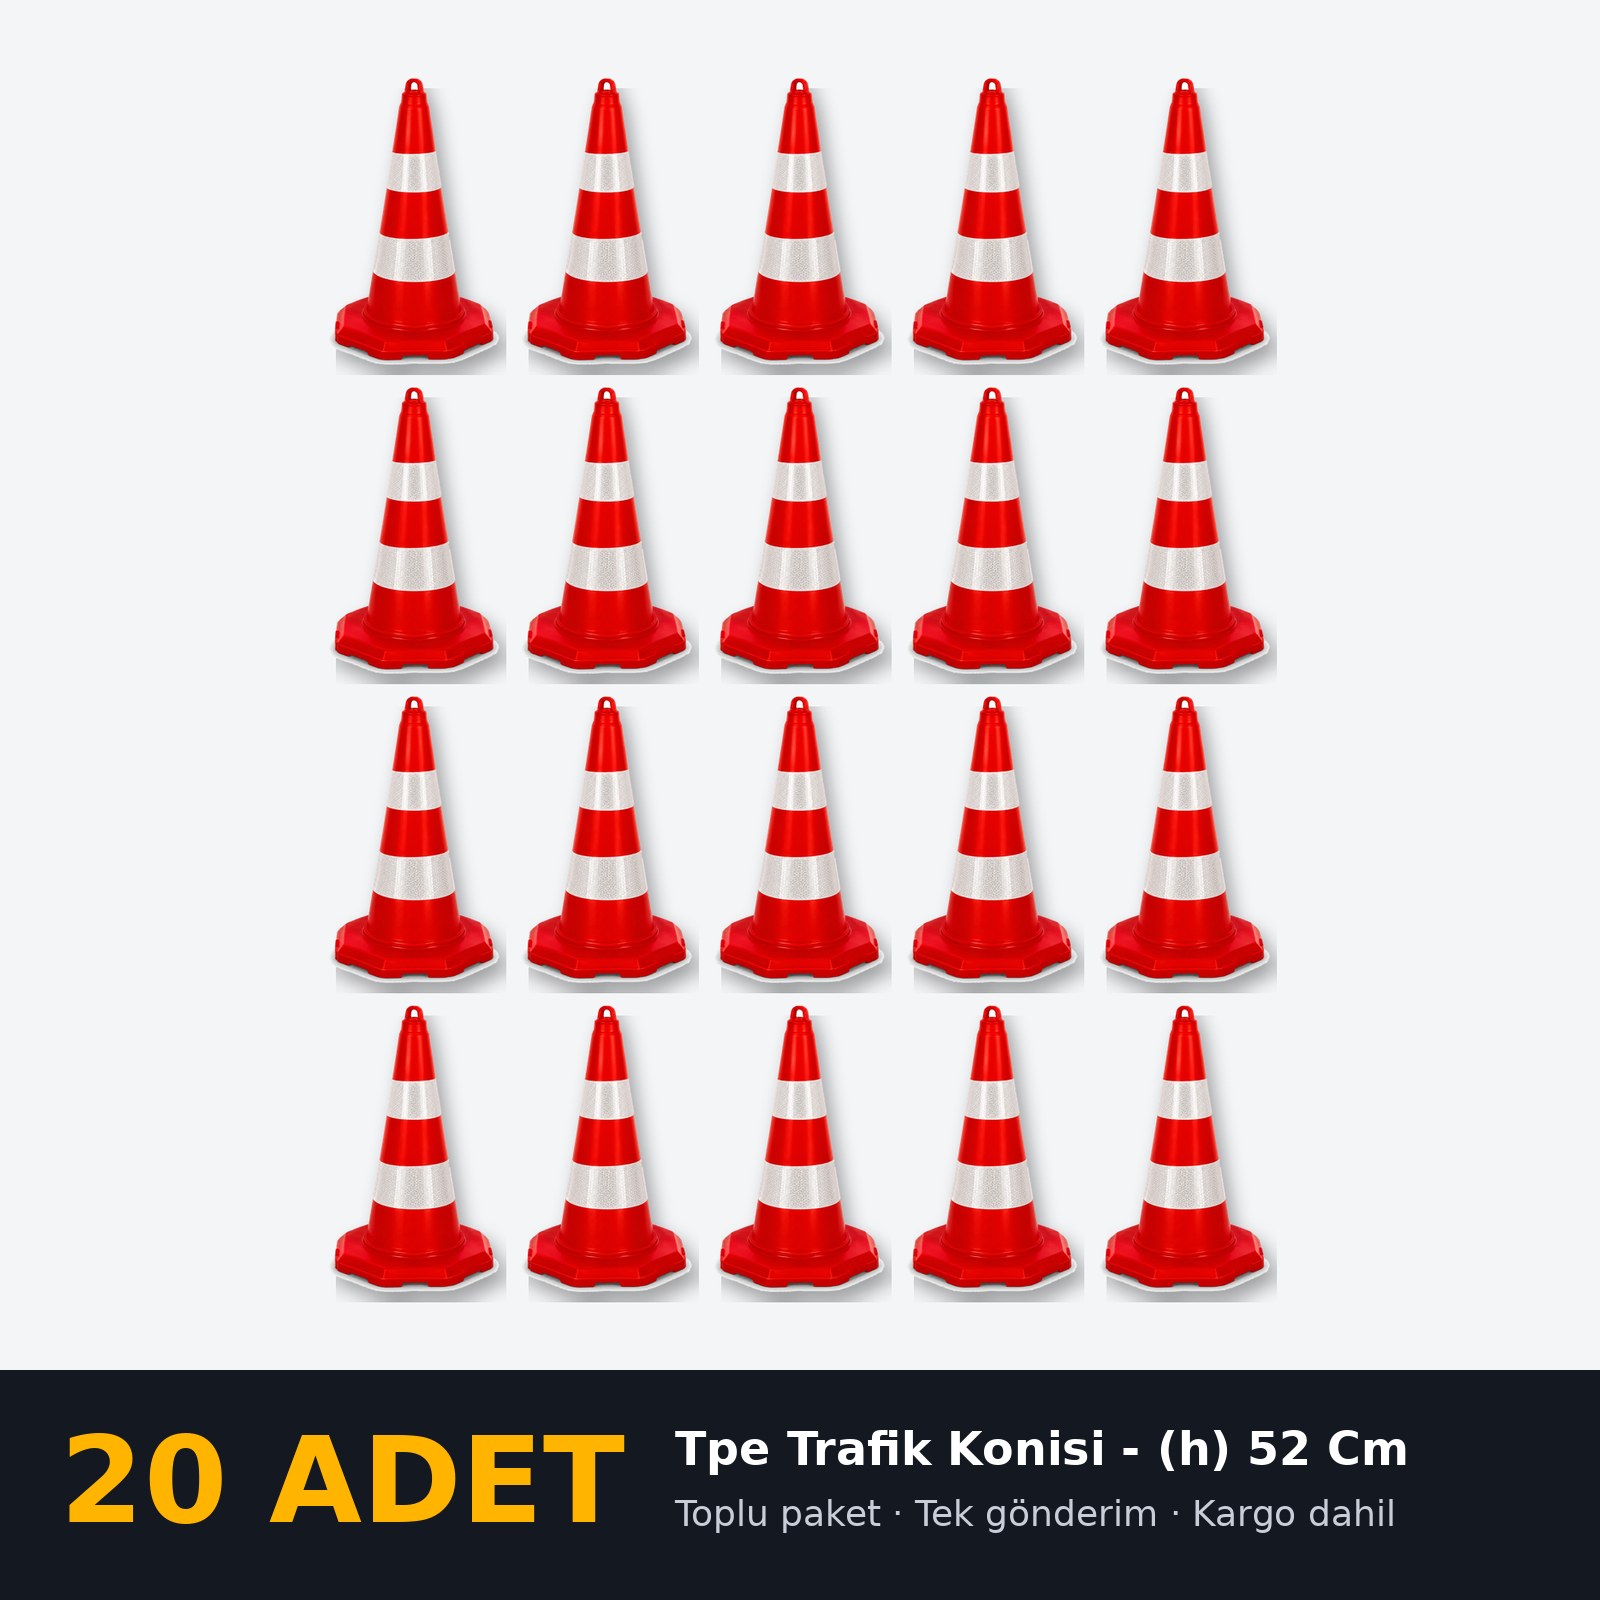 20 ADET
Tpe Trafik Konisi - (h) 52 Cm
Toplu paket · Tek gönderim · Kargo dahil